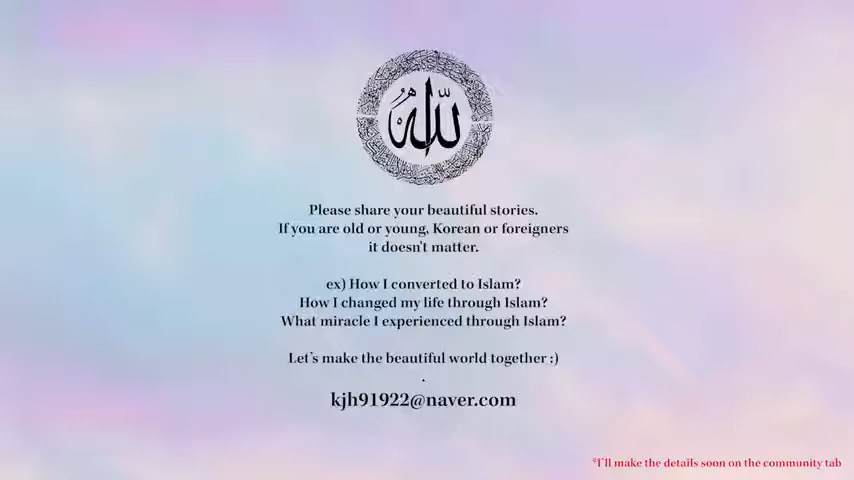 الله
Please share your beautiful stories.
If you are old or young, Korean or foreigners
it doesn't matter.
ex) How I converted to Islam?
How I changed my life through Islam?
What miracle I experienced through Islam?
Let's make the beautiful world together :)
.
kjh91922@naver.com
*I'll make the details soon on the community tab